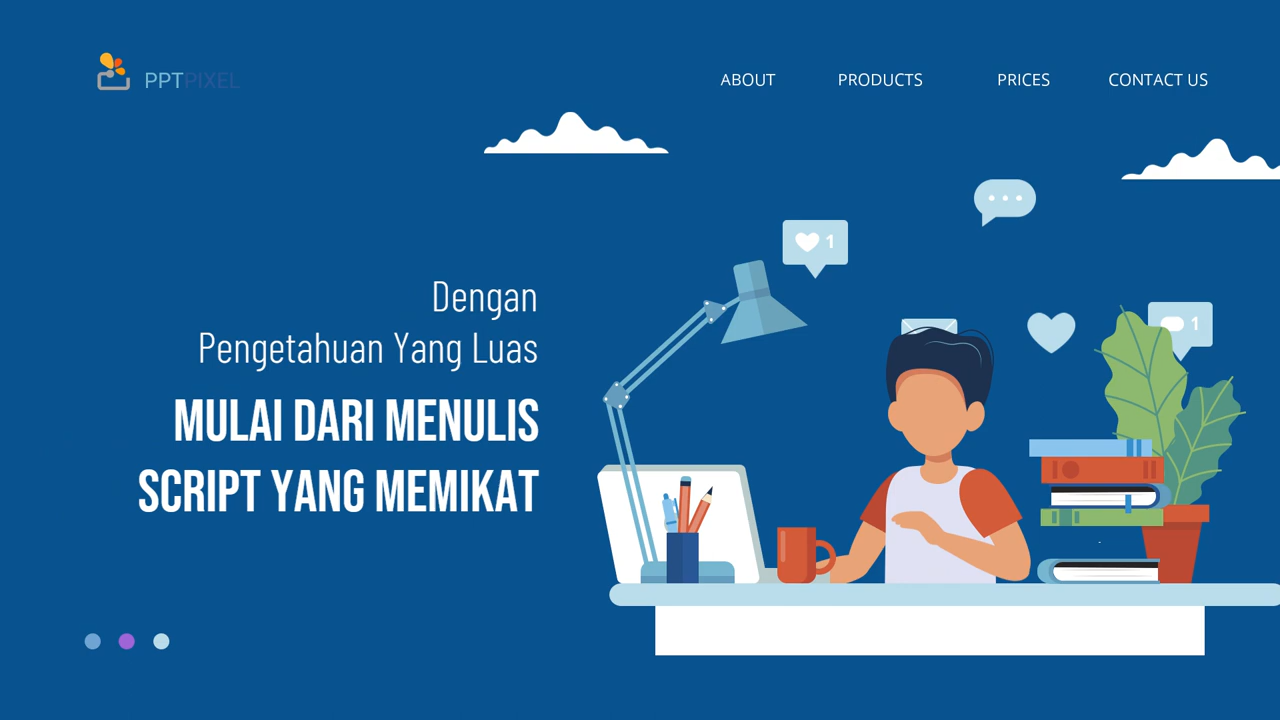 PPTPIXEL
ABOUT PRODUCTS PRICES CONTACT US
1
1
Dengan
Pengetahuan Yang Luas
MULAI DARI MENULIS
SCRIPT YANG MEMIKAT